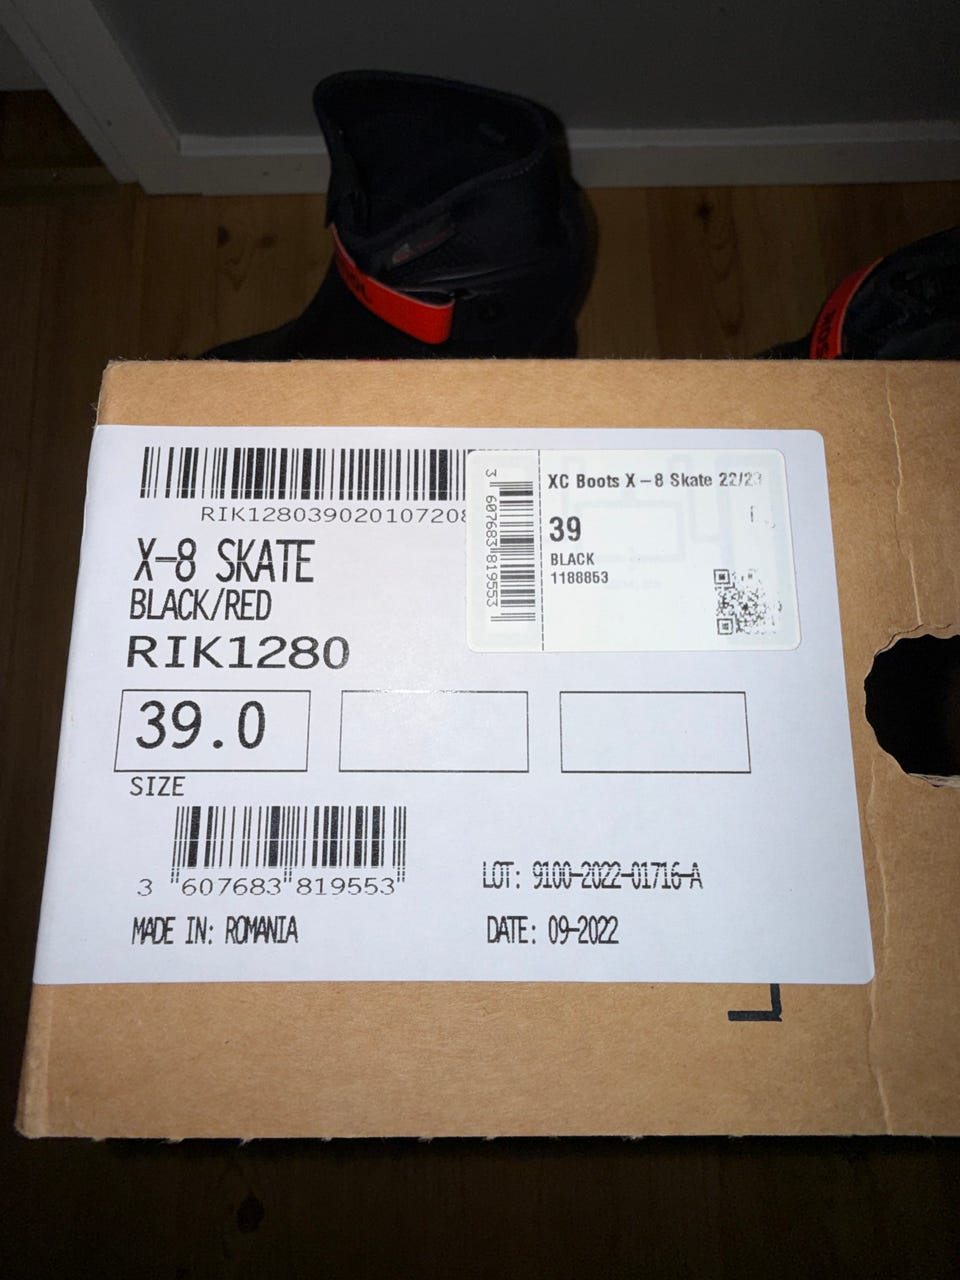 RIK128039020107208
X-8 SKATE
BLACK/RED
RIK1280
39.0
SIZE
3 607683 819553
MADE IN: ROMANIA
LOT: 9100-2022-01716-A
DATE: 09-2022
3 607683 819553
XC Boots X-8 Skate 22/23
39
BLACK
1188853